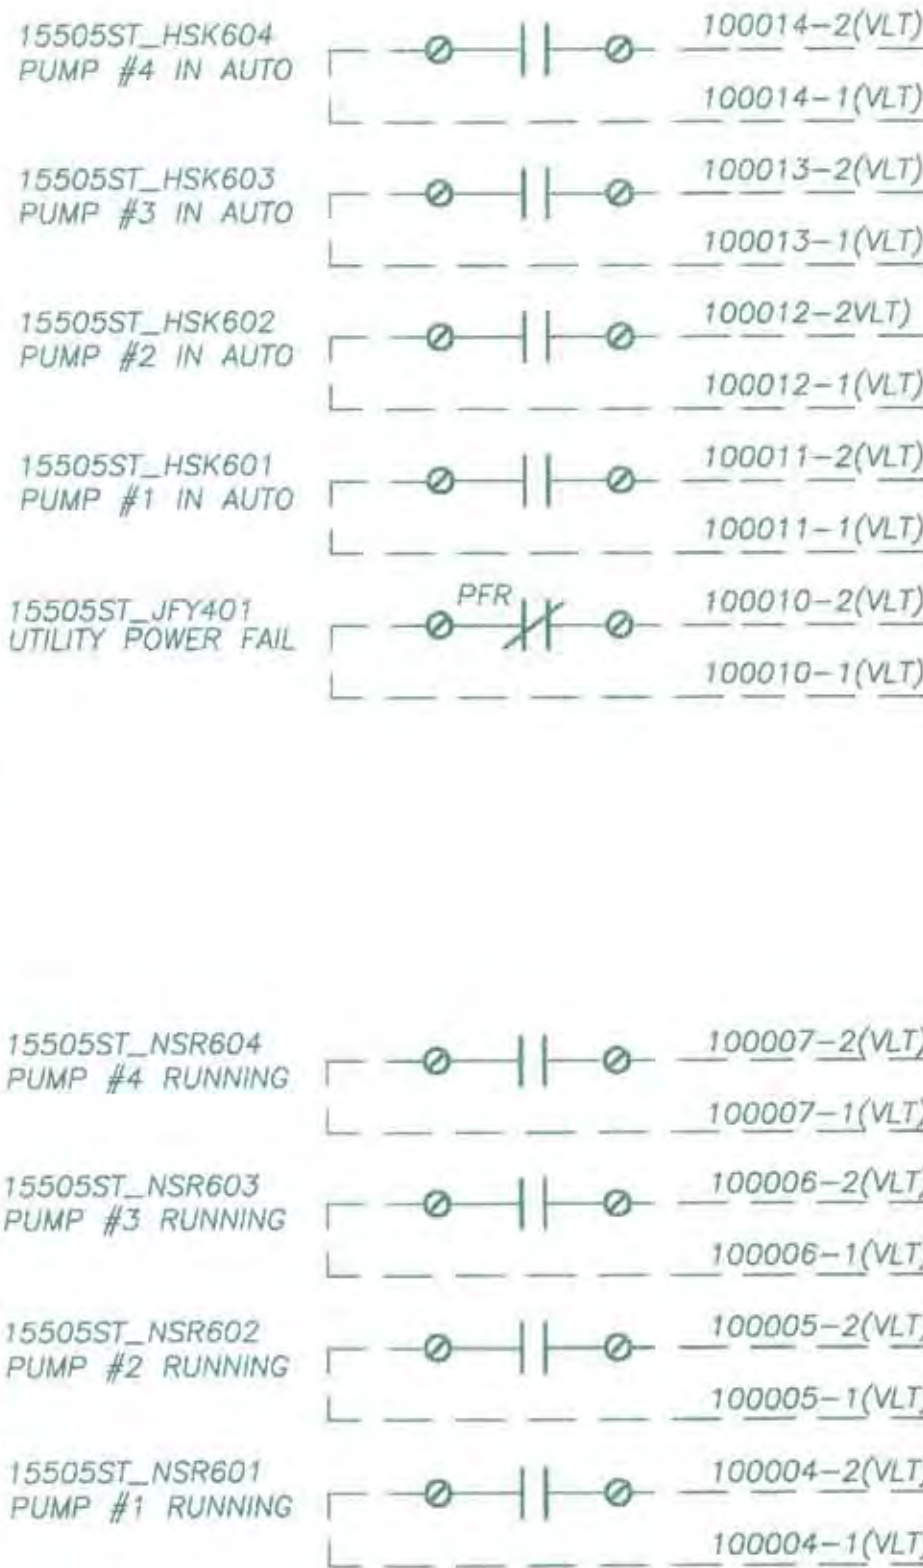 15505ST_HSK604
PUMP #4 IN AUTO
100014-2(VLT)
100014-1(VLT)
15505ST_HSK603
PUMP #3 IN AUTO
100013-2(VLT)
100013-1(VLT)
15505ST_HSK602
PUMP #2 IN AUTO
100012-2VLT)
100012-1(VLT)
15505ST_HSK601
PUMP #1 IN AUTO
100011-2(VLT)
100011-1(VLT)
15505ST_JFY401
UTILITY POWER FAIL
PFR
100010-2(VLT)
100010-1(VLT)
15505ST_NSR604
PUMP #4 RUNNING
100007-2(VLT)
100007-1(VLT)
15505ST_NSR603
PUMP #3 RUNNING
100006-2(VLT)
100006-1(VLT)
15505ST_NSR602
PUMP #2 RUNNING
100005-2(VLT)
100005-1(VLT)
15505ST_NSR601
PUMP #1 RUNNING
100004-2(VLT)
100004-1(VLT)